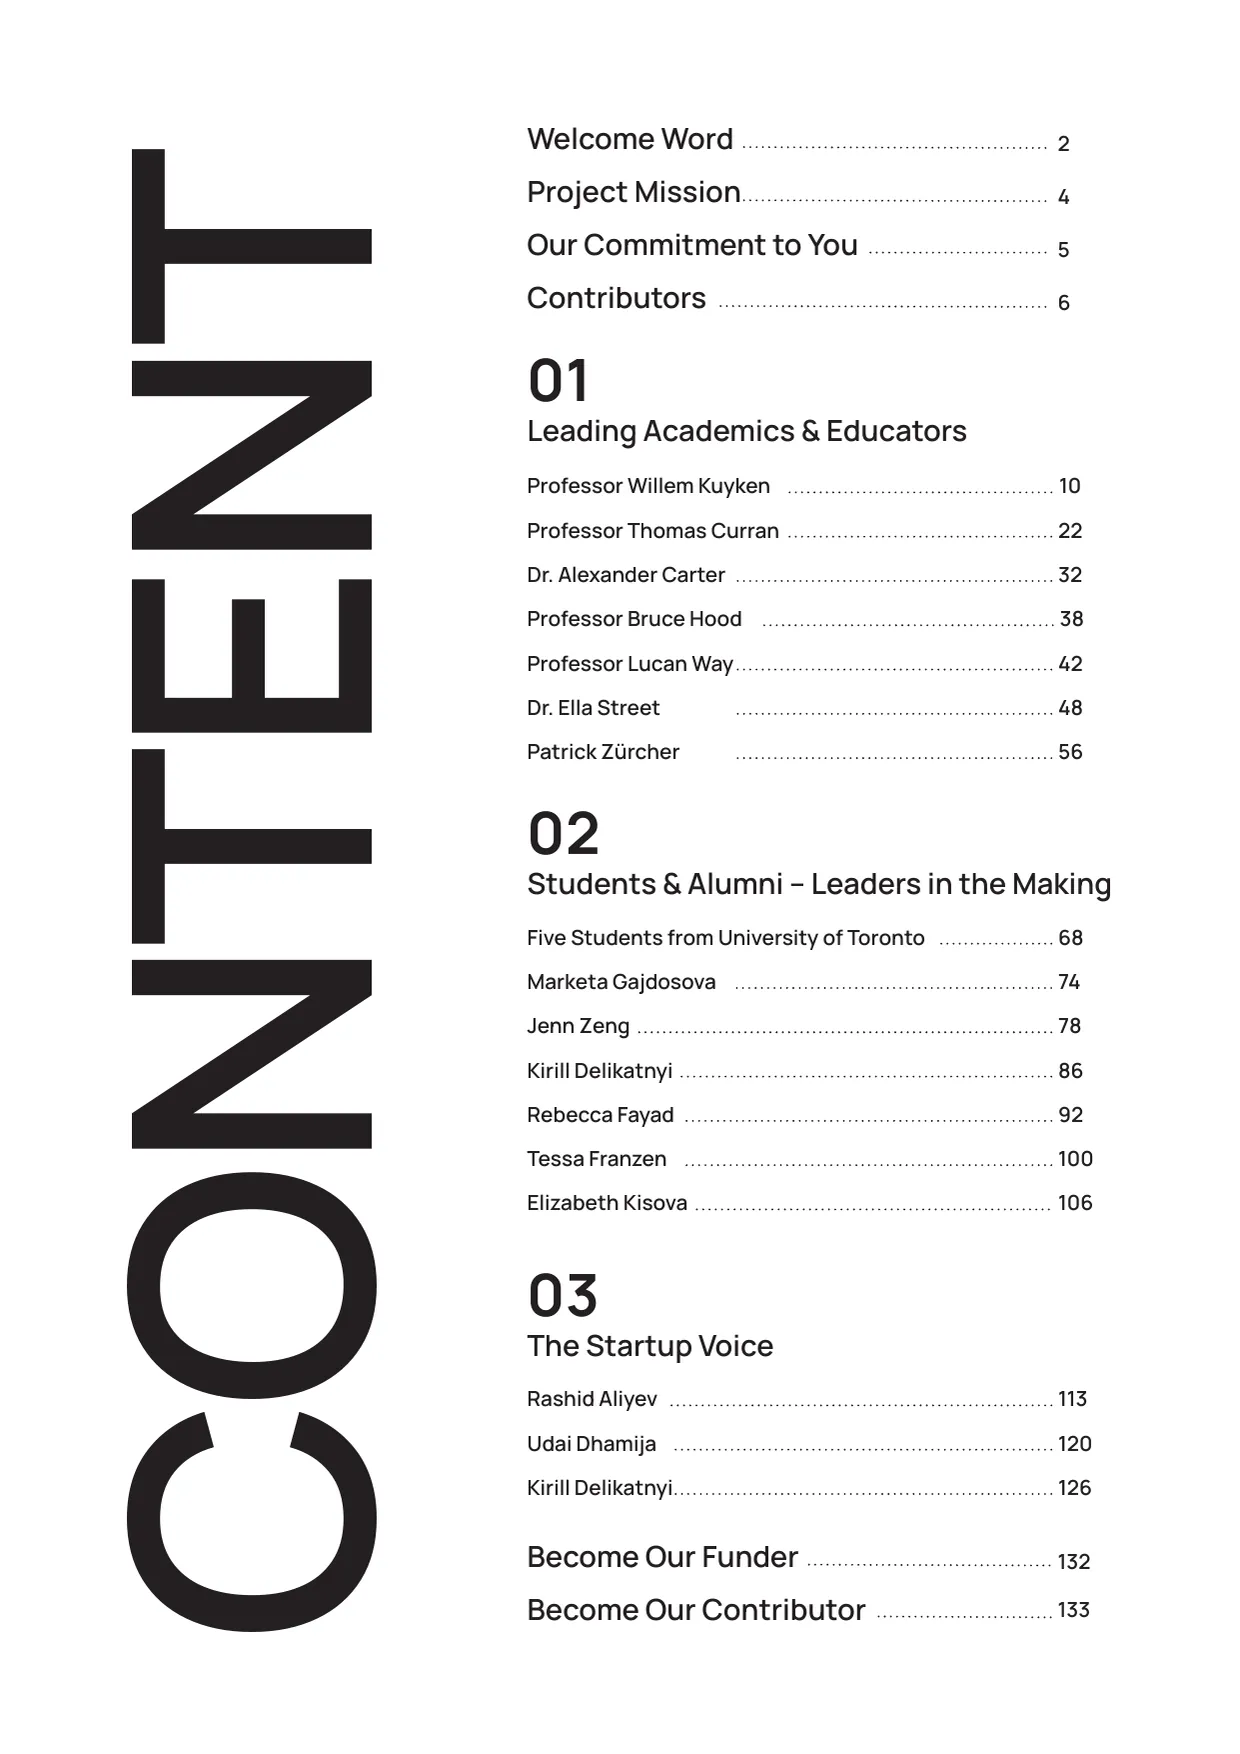 CONTENT
Welcome Word ........................ 2
Project Mission ........................ 4
Our Commitment to You ........................ 5
Contributors ........................ 6
01
Leading Academics & Educators
Professor Willem Kuyken ........................ 10
Professor Thomas Curran ........................ 22
Dr. Alexander Carter ........................ 32
Professor Bruce Hood ........................ 38
Professor Lucan Way ........................ 42
Dr. Ella Street ........................ 48
Patrick Zürcher ........................ 56
02
Students & Alumni – Leaders in the Making
Five Students from University of Toronto ........................ 68
Marketa Gajdosova ........................ 74
Jenn Zeng ........................ 78
Kirill Delikatnyi ........................ 86
Rebecca Fayad ........................ 92
Tessa Franzen ........................ 100
Elizabeth Kisova ........................ 106
03
The Startup Voice
Rashid Aliyev ........................ 113
Udai Dhamija ........................ 120
Kirill Delikatnyi ........................ 126
Become Our Funder ........................ 132
Become Our Contributor ........................ 133